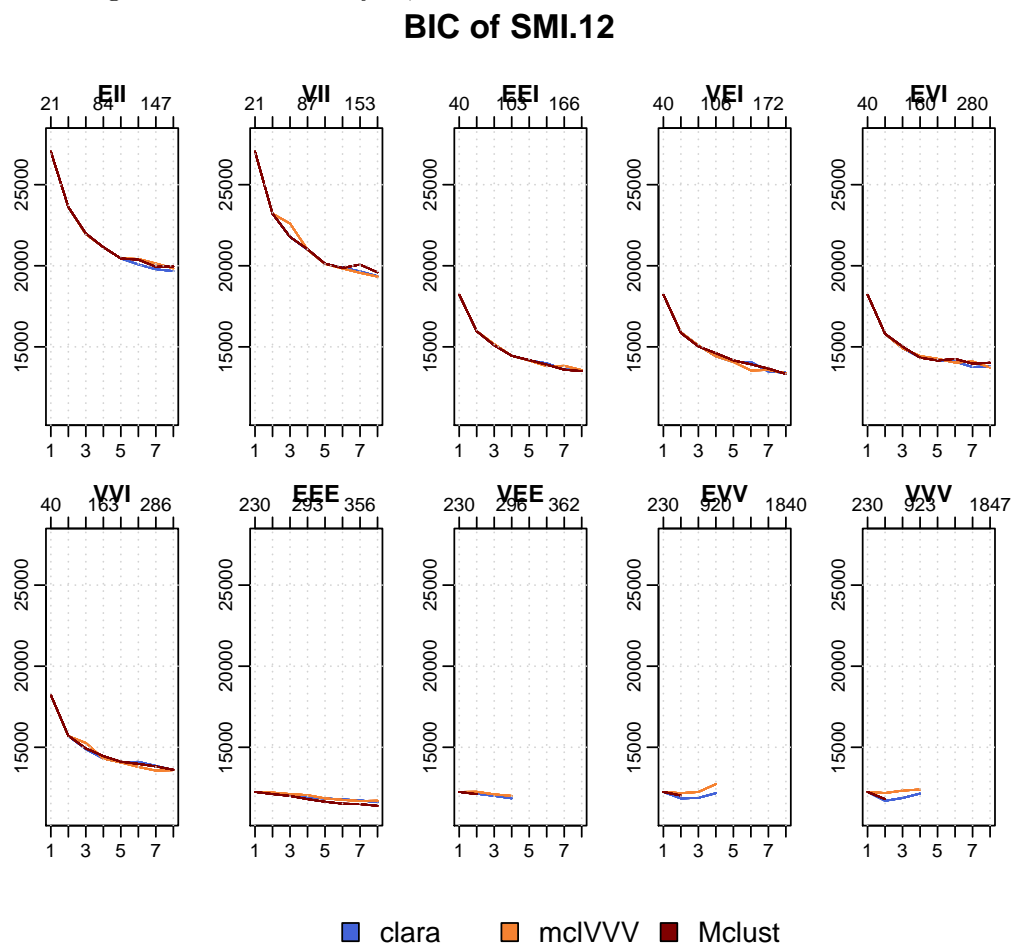 BIC of SMI.12
EII VII EEI VEI EVI
21 84 147 21 87 153 40 103 166 40 106 172 40 160 280
25000 25000 25000 25000 25000
20000 20000 20000 20000 20000
15000 15000 15000 15000 15000
1 3 5 7 1 3 5 7 1 3 5 7 1 3 5 7 1 3 5 7
VVI EEE VEE EVV VVV
40 163 286 230 293 356 230 296 362 230 920 1840 230 923 1847
25000 25000 25000 25000 25000
20000 20000 20000 20000 20000
15000 15000 15000 15000 15000
1 3 5 7 1 3 5 7 1 3 5 7 1 3 5 7 1 3 5 7
clara mclVVV Mclust